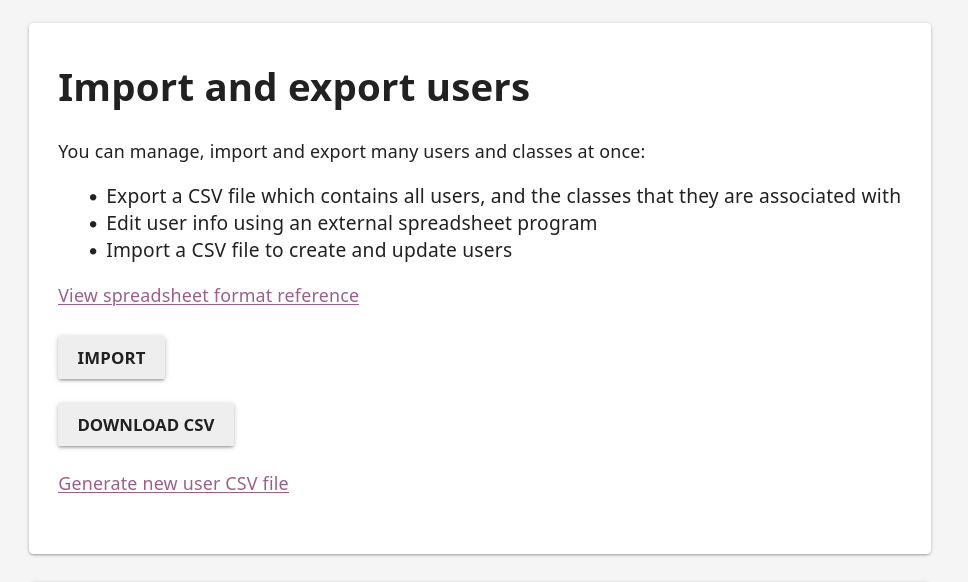 Import and export users
You can manage, import and export many users and classes at once:
• Export a CSV file which contains all users, and the classes that they are associated with
• Edit user info using an external spreadsheet program
• Import a CSV file to create and update users
View spreadsheet format reference
IMPORT
DOWNLOAD CSV
Generate new user CSV file